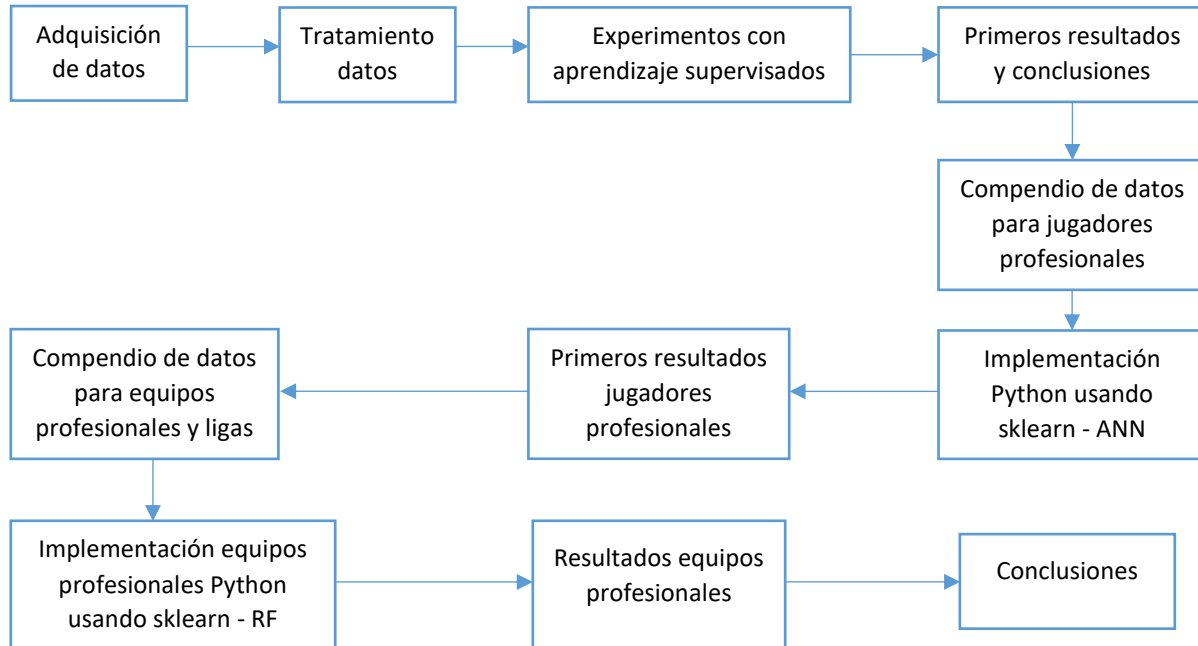 Adquisición
de datos
Tratamiento
datos
Experimentos con
aprendizaje supervisados
Primeros resultados
y conclusiones
Compendio de datos
para jugadores
profesionales
Implementación
Python usando
sklearn - ANN
Primeros resultados
jugadores
profesionales
Compendio de datos
para equipos
profesionales y ligas
Implementación equipos
profesionales Python
usando sklearn - RF
Resultados equipos
profesionales
Conclusiones